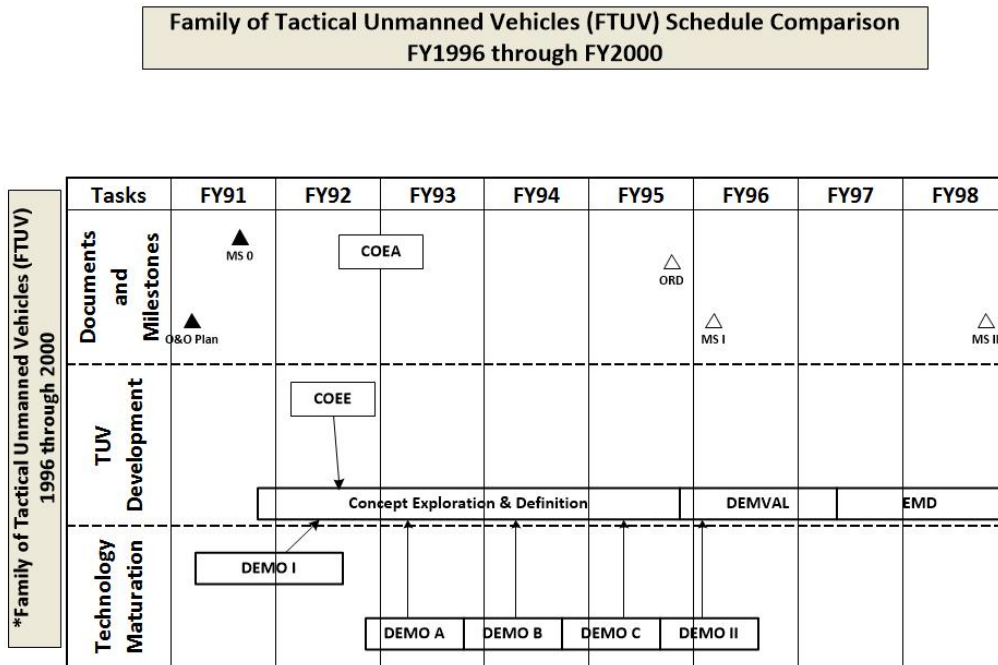 Family of Tactical Unmanned Vehicles (FTUV) Schedule Comparison
FY1996 through FY2000
*Family of Tactical Unmanned Vehicles (FTUV)
1996 through 2000
Tasks FY91 FY92 FY93 FY94 FY95 FY96 FY97 FY98
Documents
and
Milestones
MS 0
COEA
ORD
O&O Plan
MS I
MS II
TUV
Development
COEE
Concept Exploration & Definition DEMVAL EMD
Technology
Maturation
DEMO I
DEMO A DEMO B DEMO C DEMO II